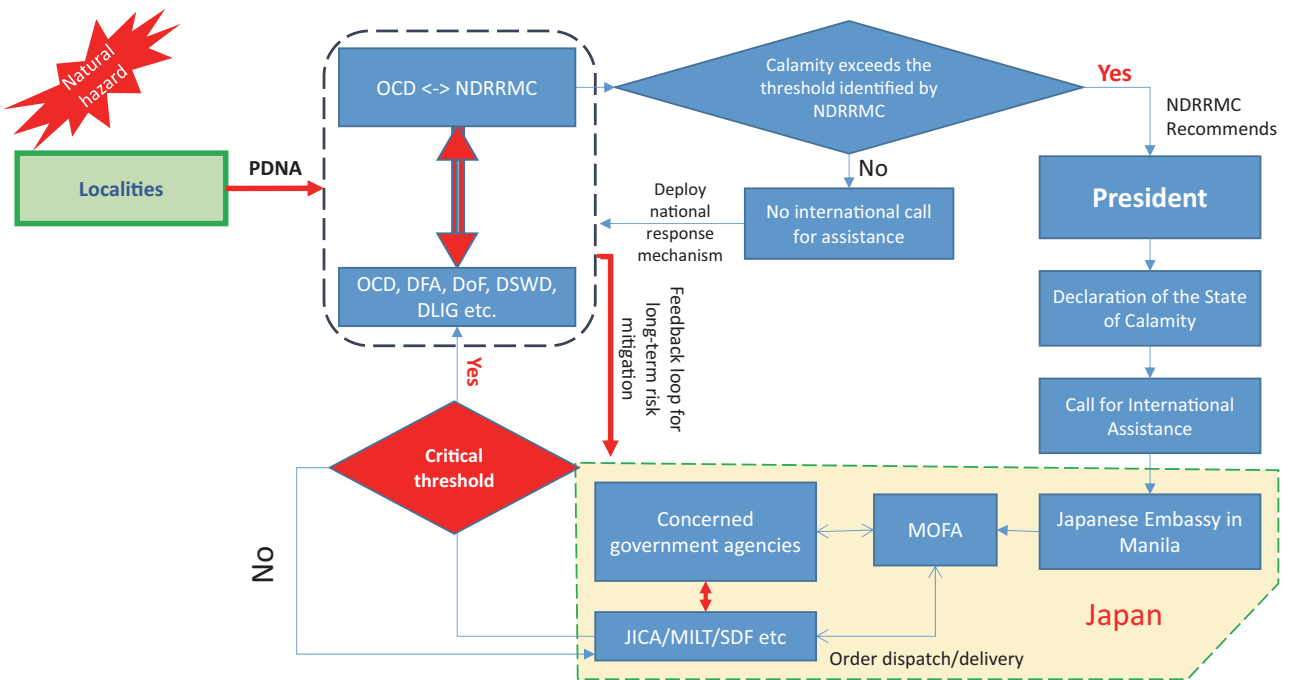 Natural
hazard
Localities
PDNA
OCD <-> NDRRMC
OCD, DFA, DoF, DSWD,
DLIG etc.
Calamity exceeds the
threshold identified by
NDRRMC
Yes
NDRRMC
Recommends
No
No international call
for assistance
Deploy
national
response
mechanism
President
Declaration of the State
of Calamity
Call for International
Assistance
Feedback loop for
long-term risk
mitigation
Yes
Critical
threshold
No
Concerned
government agencies
MOFA
Japanese Embassy in
Manila
JICA/MILT/SDF etc
Order dispatch/delivery
Japan